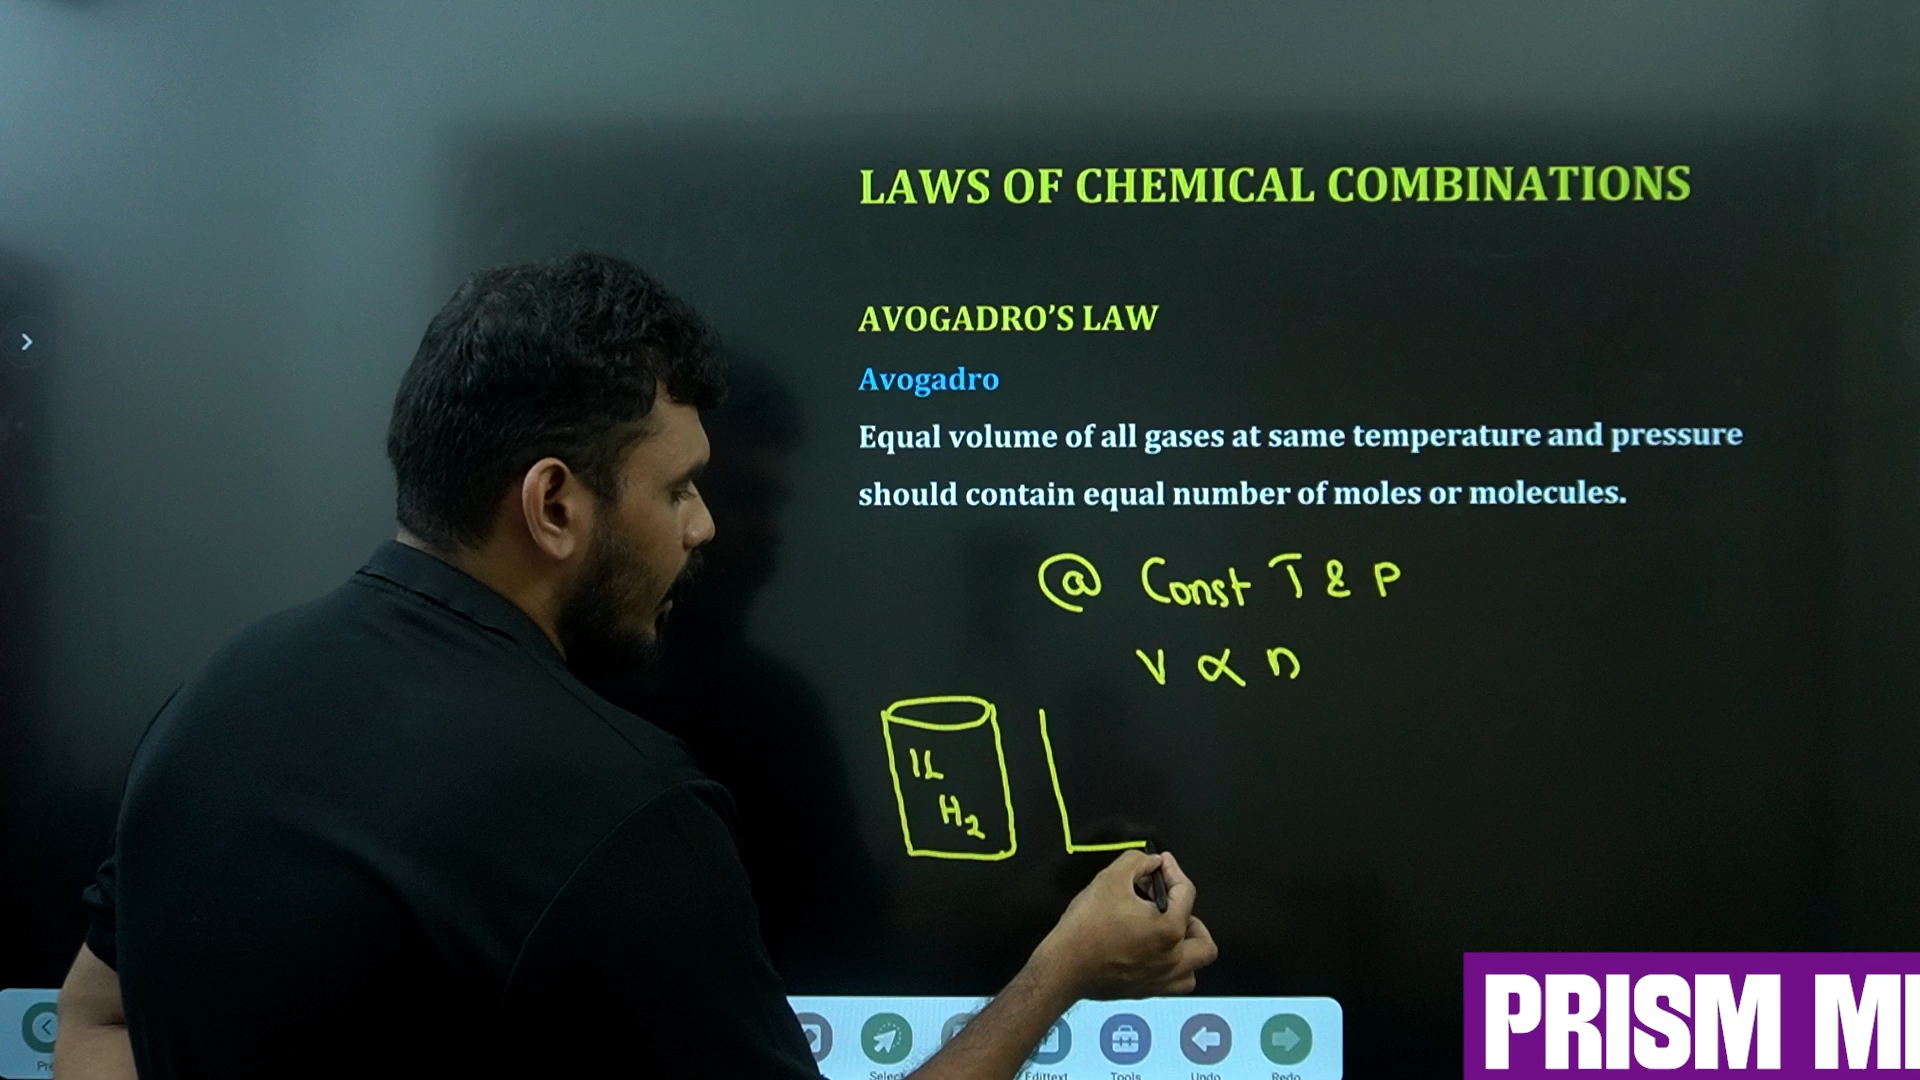 LAWS OF CHEMICAL COMBINATIONS
AVOGADRO’S LAW
Avogadro
Equal volume of all gases at same temperature and pressure
should contain equal number of moles or molecules.
@ Const T & P
V ∝ n
1L
H2
Select
Edittext Tools Undo Redo
PRISM